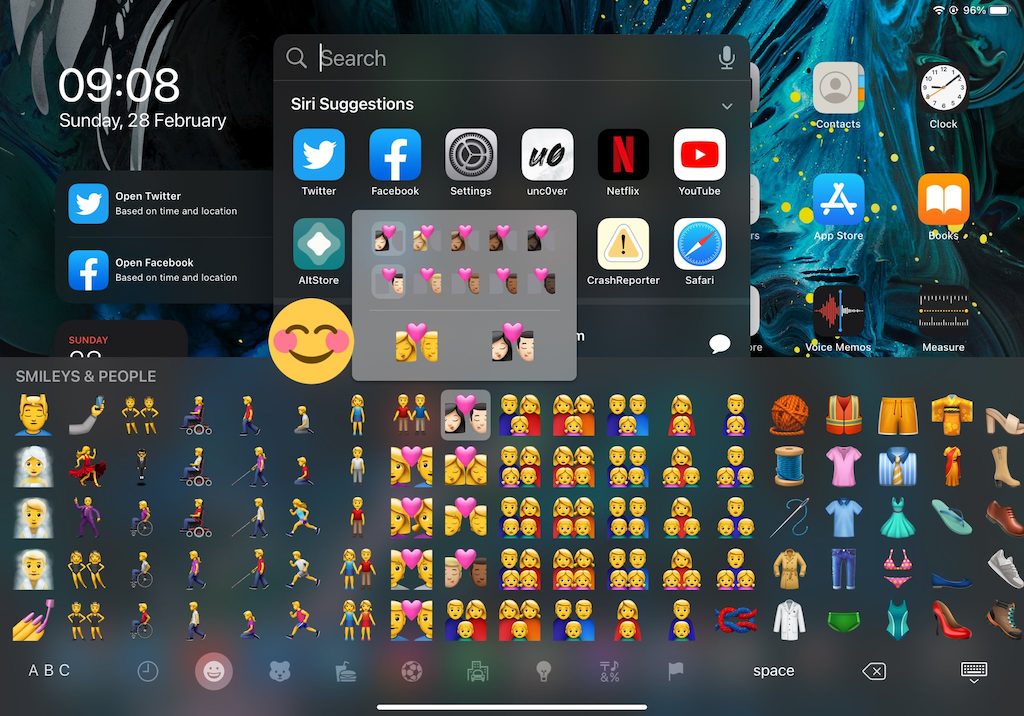 96%
09:08
Sunday, 28 February
Search
Siri Suggestions
Twitter
Facebook
Settings
unc0ver
Netflix
YouTube
AltStore
CrashReporter
Safari
Open Twitter
Based on time and location
Open Facebook
Based on time and location
SUNDAY
Contacts
Clock
App Store
Books
Voice Memos
Measure
SMILEYS & PEOPLE
A B C
space